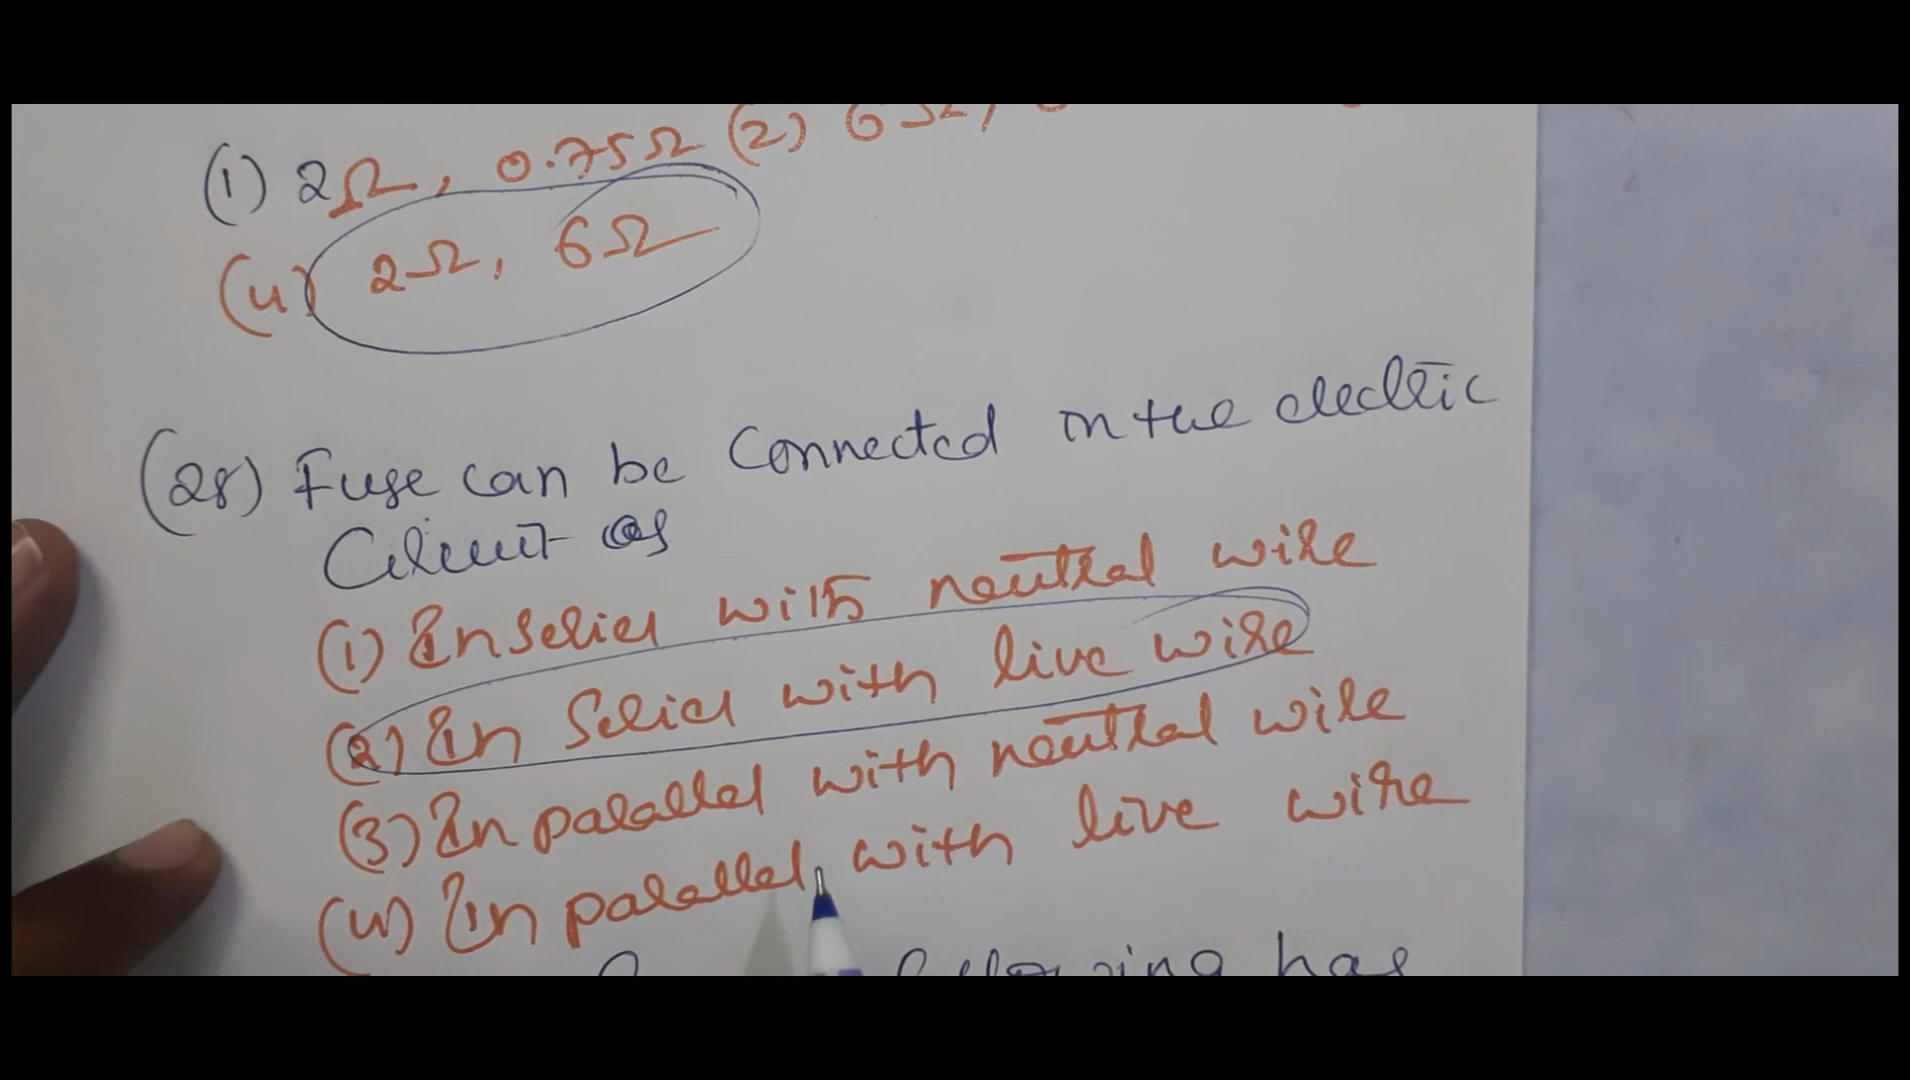 (1) 2Ω, 0.75Ω (2) 6Ω,
(4) 2Ω, 6Ω
(28) Fuse can be connected in the electric
Circuit as
(1) In series with neutral wire
(2) In series with live wire
(3) In parallel with neutral wire
(4) In parallel with live wire
has